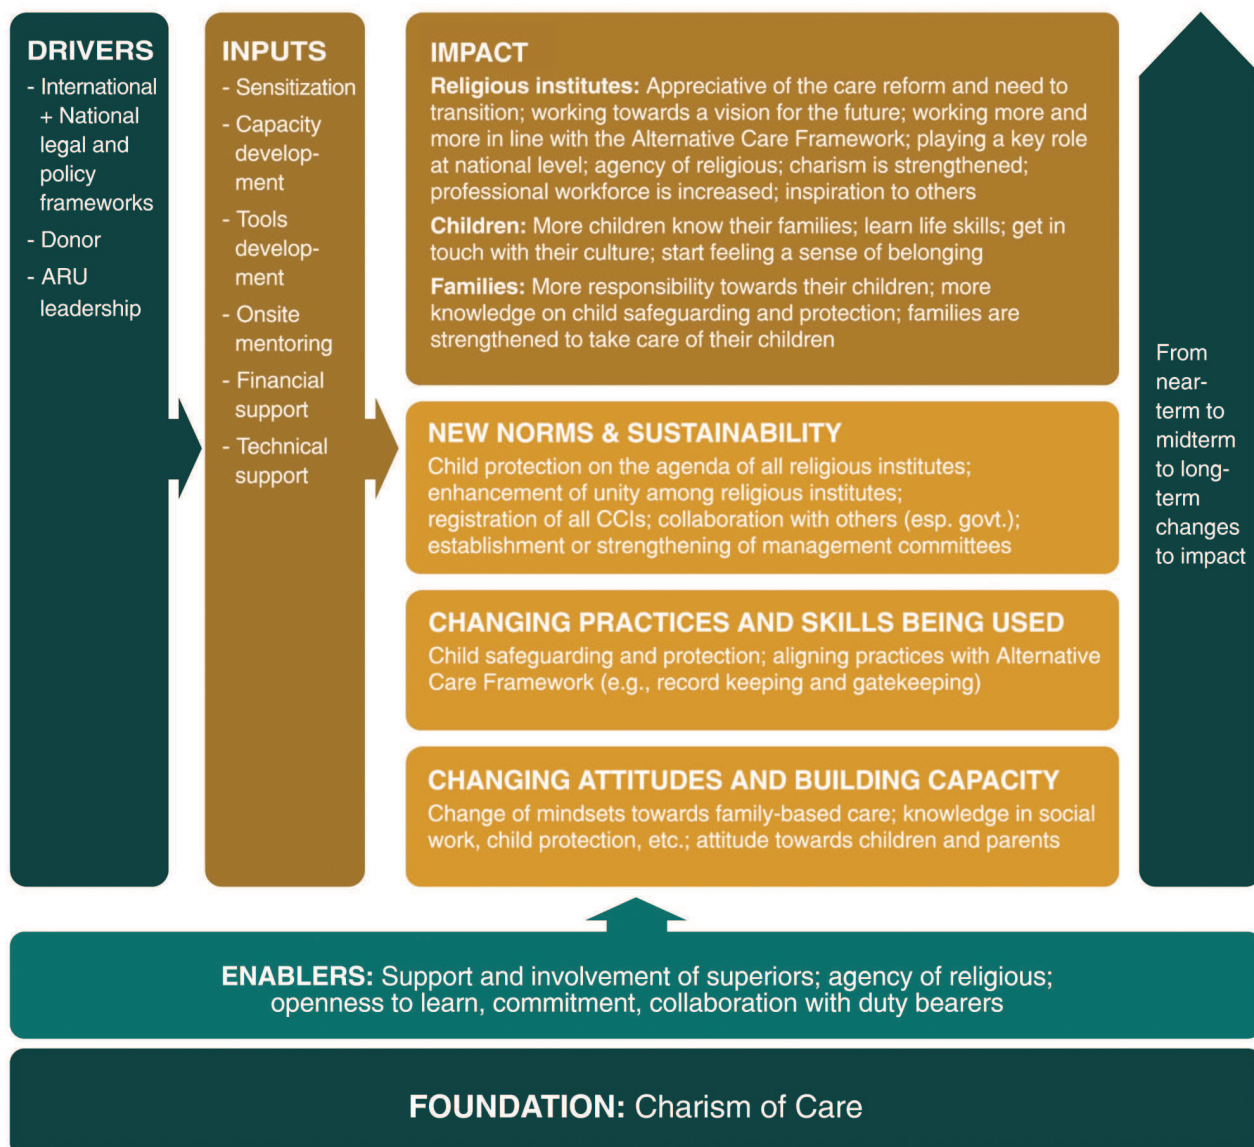 DRIVERS
- International
+ National
legal and
policy
frameworks
- Donor
- ARU
leadership
INPUTS
- Sensitization
- Capacity
develop-
ment
- Tools
develop-
ment
- Onsite
mentoring
- Financial
support
- Technical
support
IMPACT
Religious institutes: Appreciative of the care reform and need to
transition; working towards a vision for the future; working more and
more in line with the Alternative Care Framework; playing a key role
at national level; agency of religious; charism is strengthened;
professional workforce is increased; inspiration to others
Children: More children know their families; learn life skills; get in
touch with their culture; start feeling a sense of belonging
Families: More responsibility towards their children; more
knowledge on child safeguarding and protection; families are
strengthened to take care of their children
NEW NORMS & SUSTAINABILITY
Child protection on the agenda of all religious institutes;
enhancement of unity among religious institutes;
registration of all CCIs; collaboration with others (esp. govt.);
establishment or strengthening of management committees
CHANGING PRACTICES AND SKILLS BEING USED
Child safeguarding and protection; aligning practices with Alternative
Care Framework (e.g., record keeping and gatekeeping)
CHANGING ATTITUDES AND BUILDING CAPACITY
Change of mindsets towards family-based care; knowledge in social
work, child protection, etc.; attitude towards children and parents
From
near-
term to
midterm
to long-
term
changes
to impact
ENABLERS: Support and involvement of superiors; agency of religious;
openness to learn, commitment, collaboration with duty bearers
FOUNDATION: Charism of Care